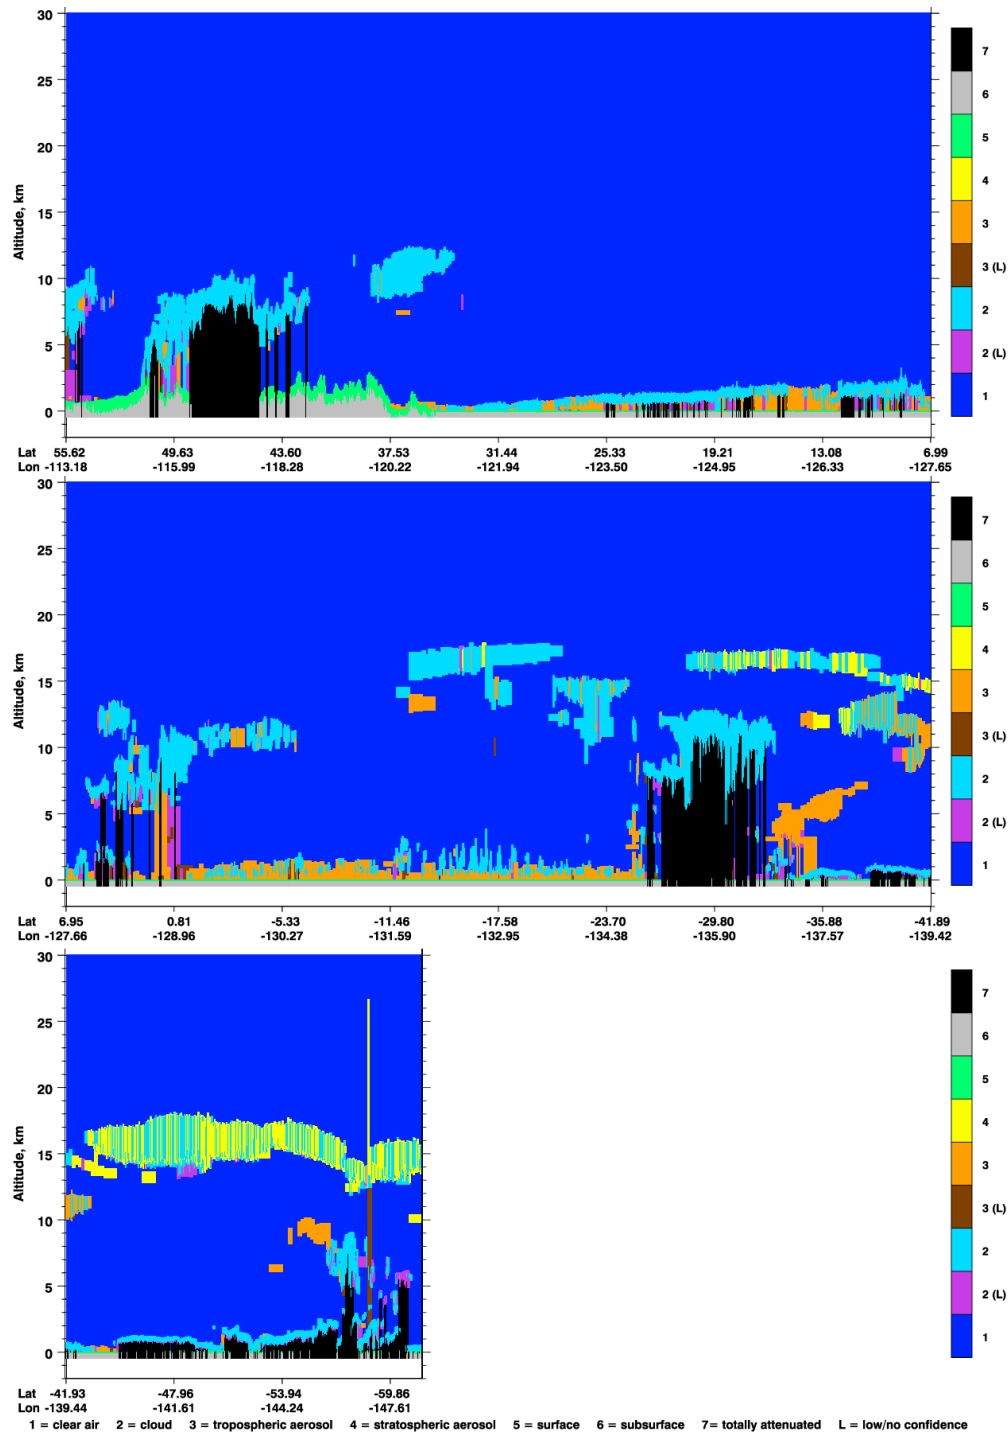 30
25
20
15
10
5
0
Altitude, km
7
6
5
4
3
3 (L)
2
2 (L)
1
Lat 55.62 49.63 43.60 37.53 31.44 25.33 19.21 13.08 6.99
Lon -113.18 -115.99 -118.28 -120.22 -121.94 -123.50 -124.95 -126.33 -127.65
30
25
20
15
10
5
0
Altitude, km
7
6
5
4
3
3 (L)
2
2 (L)
1
Lat 6.95 0.81 -5.33 -11.46 -17.58 -23.70 -29.80 -35.88 -41.89
Lon -127.66 -128.96 -130.27 -131.59 -132.95 -134.38 -135.90 -137.57 -139.42
30
25
20
15
10
5
0
Altitude, km
7
6
5
4
3
3 (L)
2
2 (L)
1
Lat -41.93 -47.96 -53.94 -59.86
Lon -139.44 -141.61 -144.24 -147.61
1 = clear air 2 = cloud 3 = tropospheric aerosol 4 = stratospheric aerosol 5 = surface 6 = subsurface 7= totally attenuated L = low/no confidence